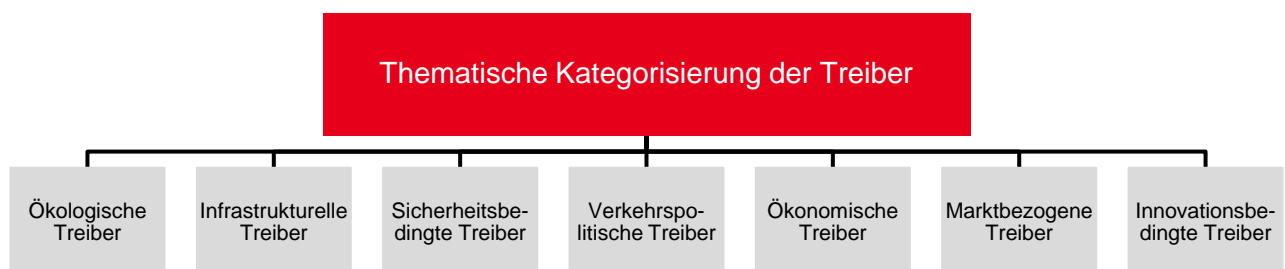 Thematische Kategorisierung der Treiber
Ökologische
Treiber
Infrastrukturelle
Treiber
Sicherheitsbe-
dingte Treiber
Verkehrspo-
litische Treiber
Ökonomische
Treiber
Marktbezogene
Treiber
Innovationsbe-
dingte Treiber